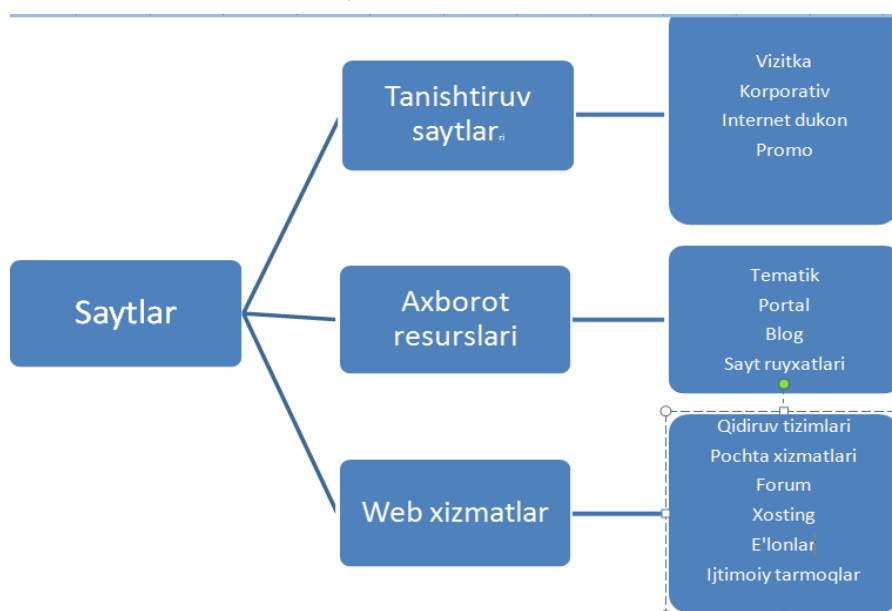 Saytlar
Tanishtiruv
saytlarri
Vizitka
Korporativ
Internet dukon
Promo
Axborot
resurslari
Tematik
Portal
Blog
Sayt ruyxatlari
Web xizmatlar
Qidiruv tizimlari
Pochta xizmatlari
Forum
Xosting
E'lonlar
Ijtimoiy tarmoqlar